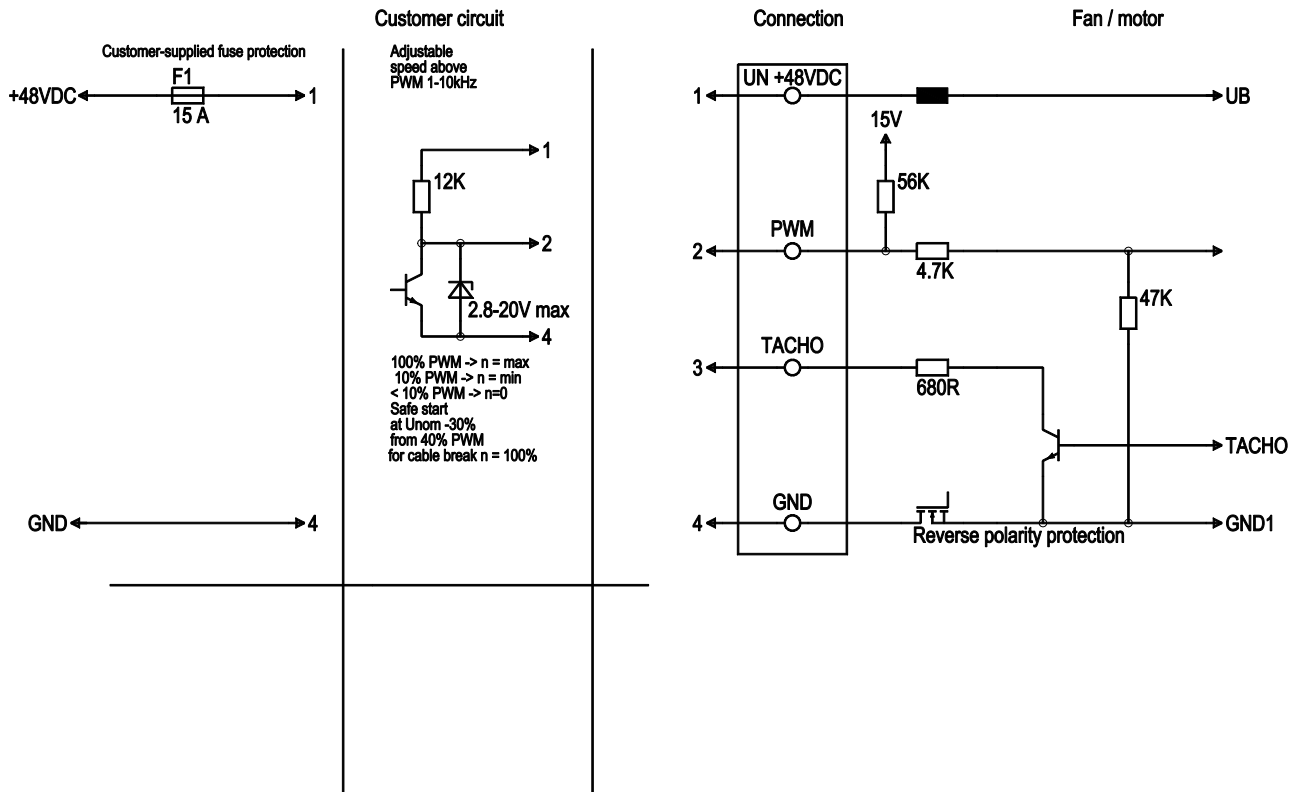 Customer circuit
Connection
Fan / motor
Customer-supplied fuse protection
F1
+48VDC
15 A
1
Adjustable
speed above
PWM 1-10kHz
1
12K
2
2.8-20V max
4
100% PWM -> n = max
10% PWM -> n = min
< 10% PWM -> n=0
Safe start
at Unom -30%
from 40% PWM
for cable break n = 100%
GND
4
UN +48VDC
1
UB
15V
56K
PWM
2
4.7K
47K
TACHO
3
680R
TACHO
GND
4
GND1
Reverse polarity protection